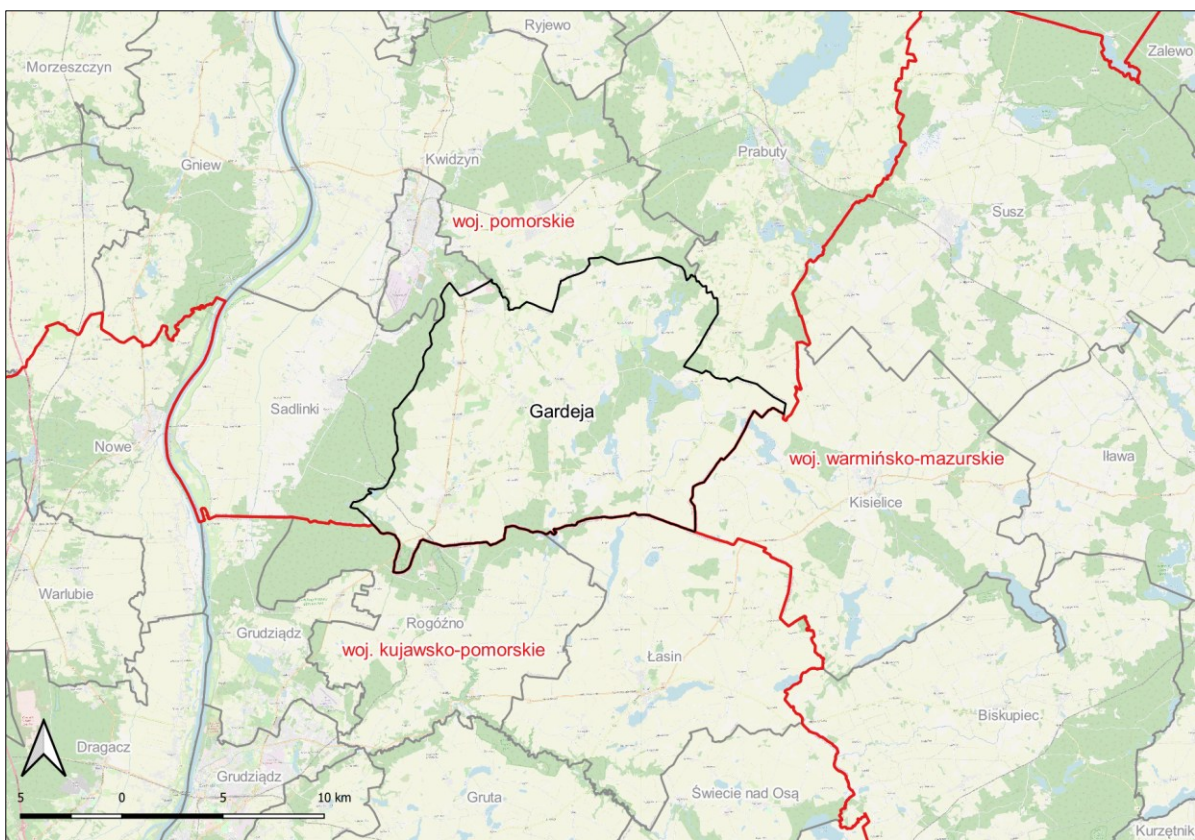 Ryjewo
Morzeszczyn
Zalewo
Gniew
Kwidzyn
Prabuty
Susz
woj. pomorskie
Sadlinki
Gardeja
Nowe
woj. warmińsko-mazurskie
Iława
Kisielice
Warlubie
Rogóźno
Grudziądz
woj. kujawsko-pomorskie
Łasin
Biskupiec
Dragacz
Grudziądz
Gruta
Świecie nad Osą
5 0 5 10 km
Kurzętnik